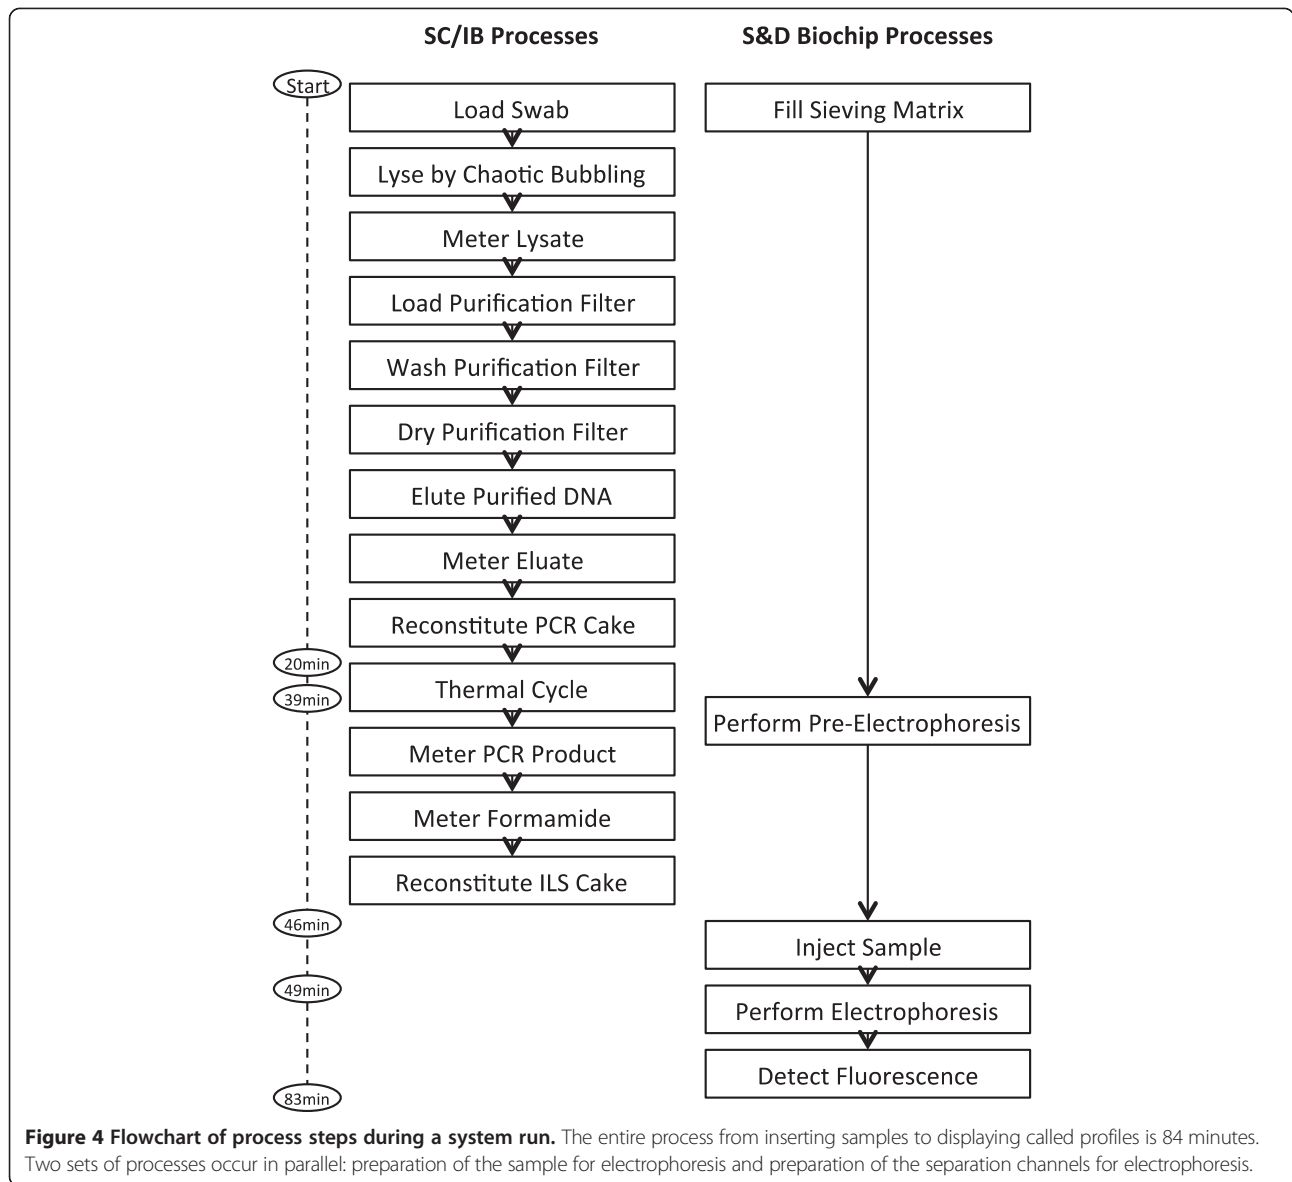 SC/IB Processes
S&D Biochip Processes
Start
Load Swab
Fill Sieving Matrix
Lyse by Chaotic Bubbling
Meter Lysate
Load Purification Filter
Wash Purification Filter
Dry Purification Filter
Elute Purified DNA
Meter Eluate
Reconstitute PCR Cake
20min
Thermal Cycle
39min
Perform Pre-Electrophoresis
Meter PCR Product
Meter Formamide
Reconstitute ILS Cake
46min
Inject Sample
49min
Perform Electrophoresis
Detect Fluorescence
83min
Figure 4 Flowchart of process steps during a system run. The entire process from inserting samples to displaying called profiles is 84 minutes.
Two sets of processes occur in parallel: preparation of the sample for electrophoresis and preparation of the separation channels for electrophoresis.